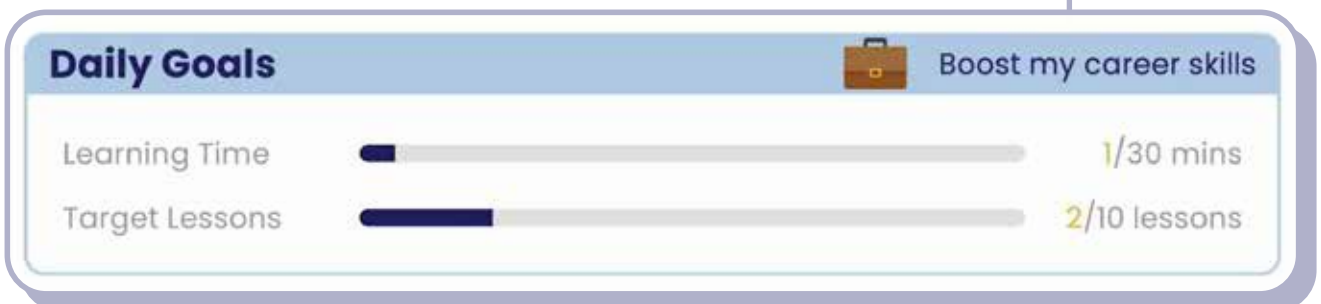 Daily Goals Boost my career skills
Learning Time 1/30 mins
Target Lessons 2/10 lessons